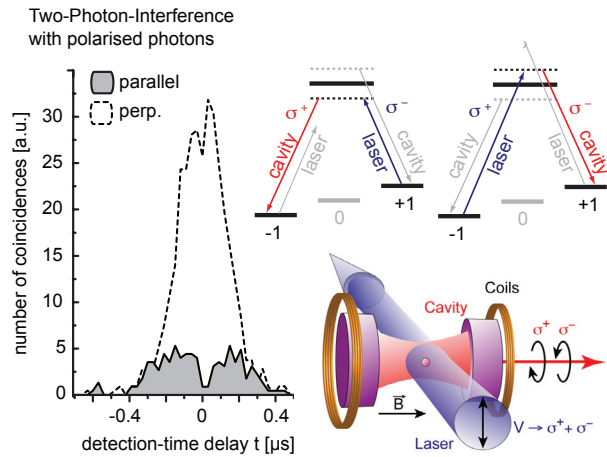 Two-Photon-Interference
with polarised photons
parallel
perp.
number of coincidences [a.u.]
30
25
20
15
10
5
0
-0.4
0
0.4
detection-time delay t [µs]
σ+
σ−
cavity
laser
laser
cavity
-1
0
+1
σ+
σ−
cavity
laser
cavity
-1
0
+1
Coils
Cavity
σ+ σ−
B
Laser
V → σ+ + σ−